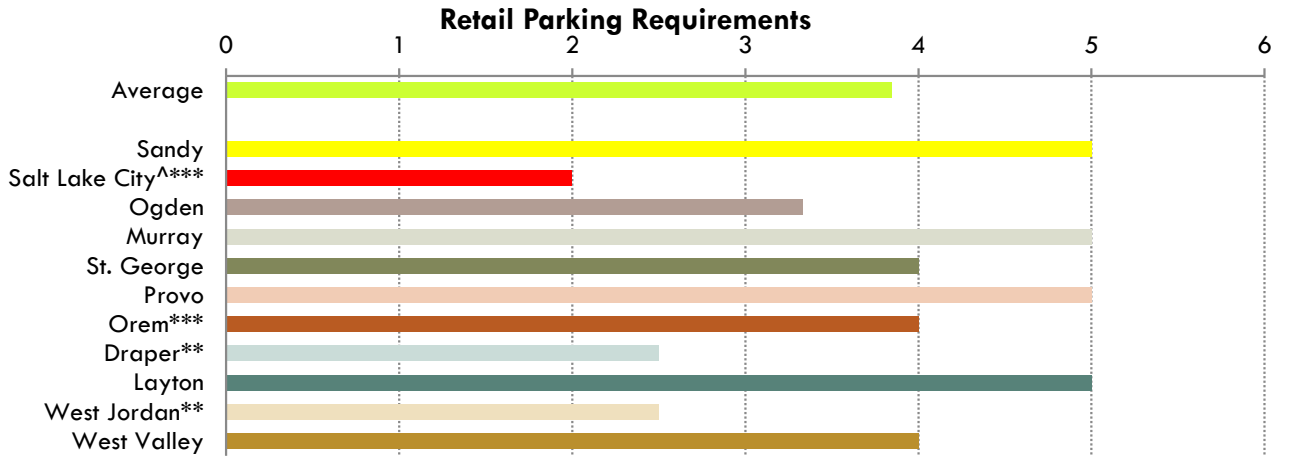 Retail Parking Requirements
0 1 2 3 4 5 6
Average
Sandy
Salt Lake City^***
Ogden
Murray
St. George
Provo
Orem***
Draper**
Layton
West Jordan**
West Valley